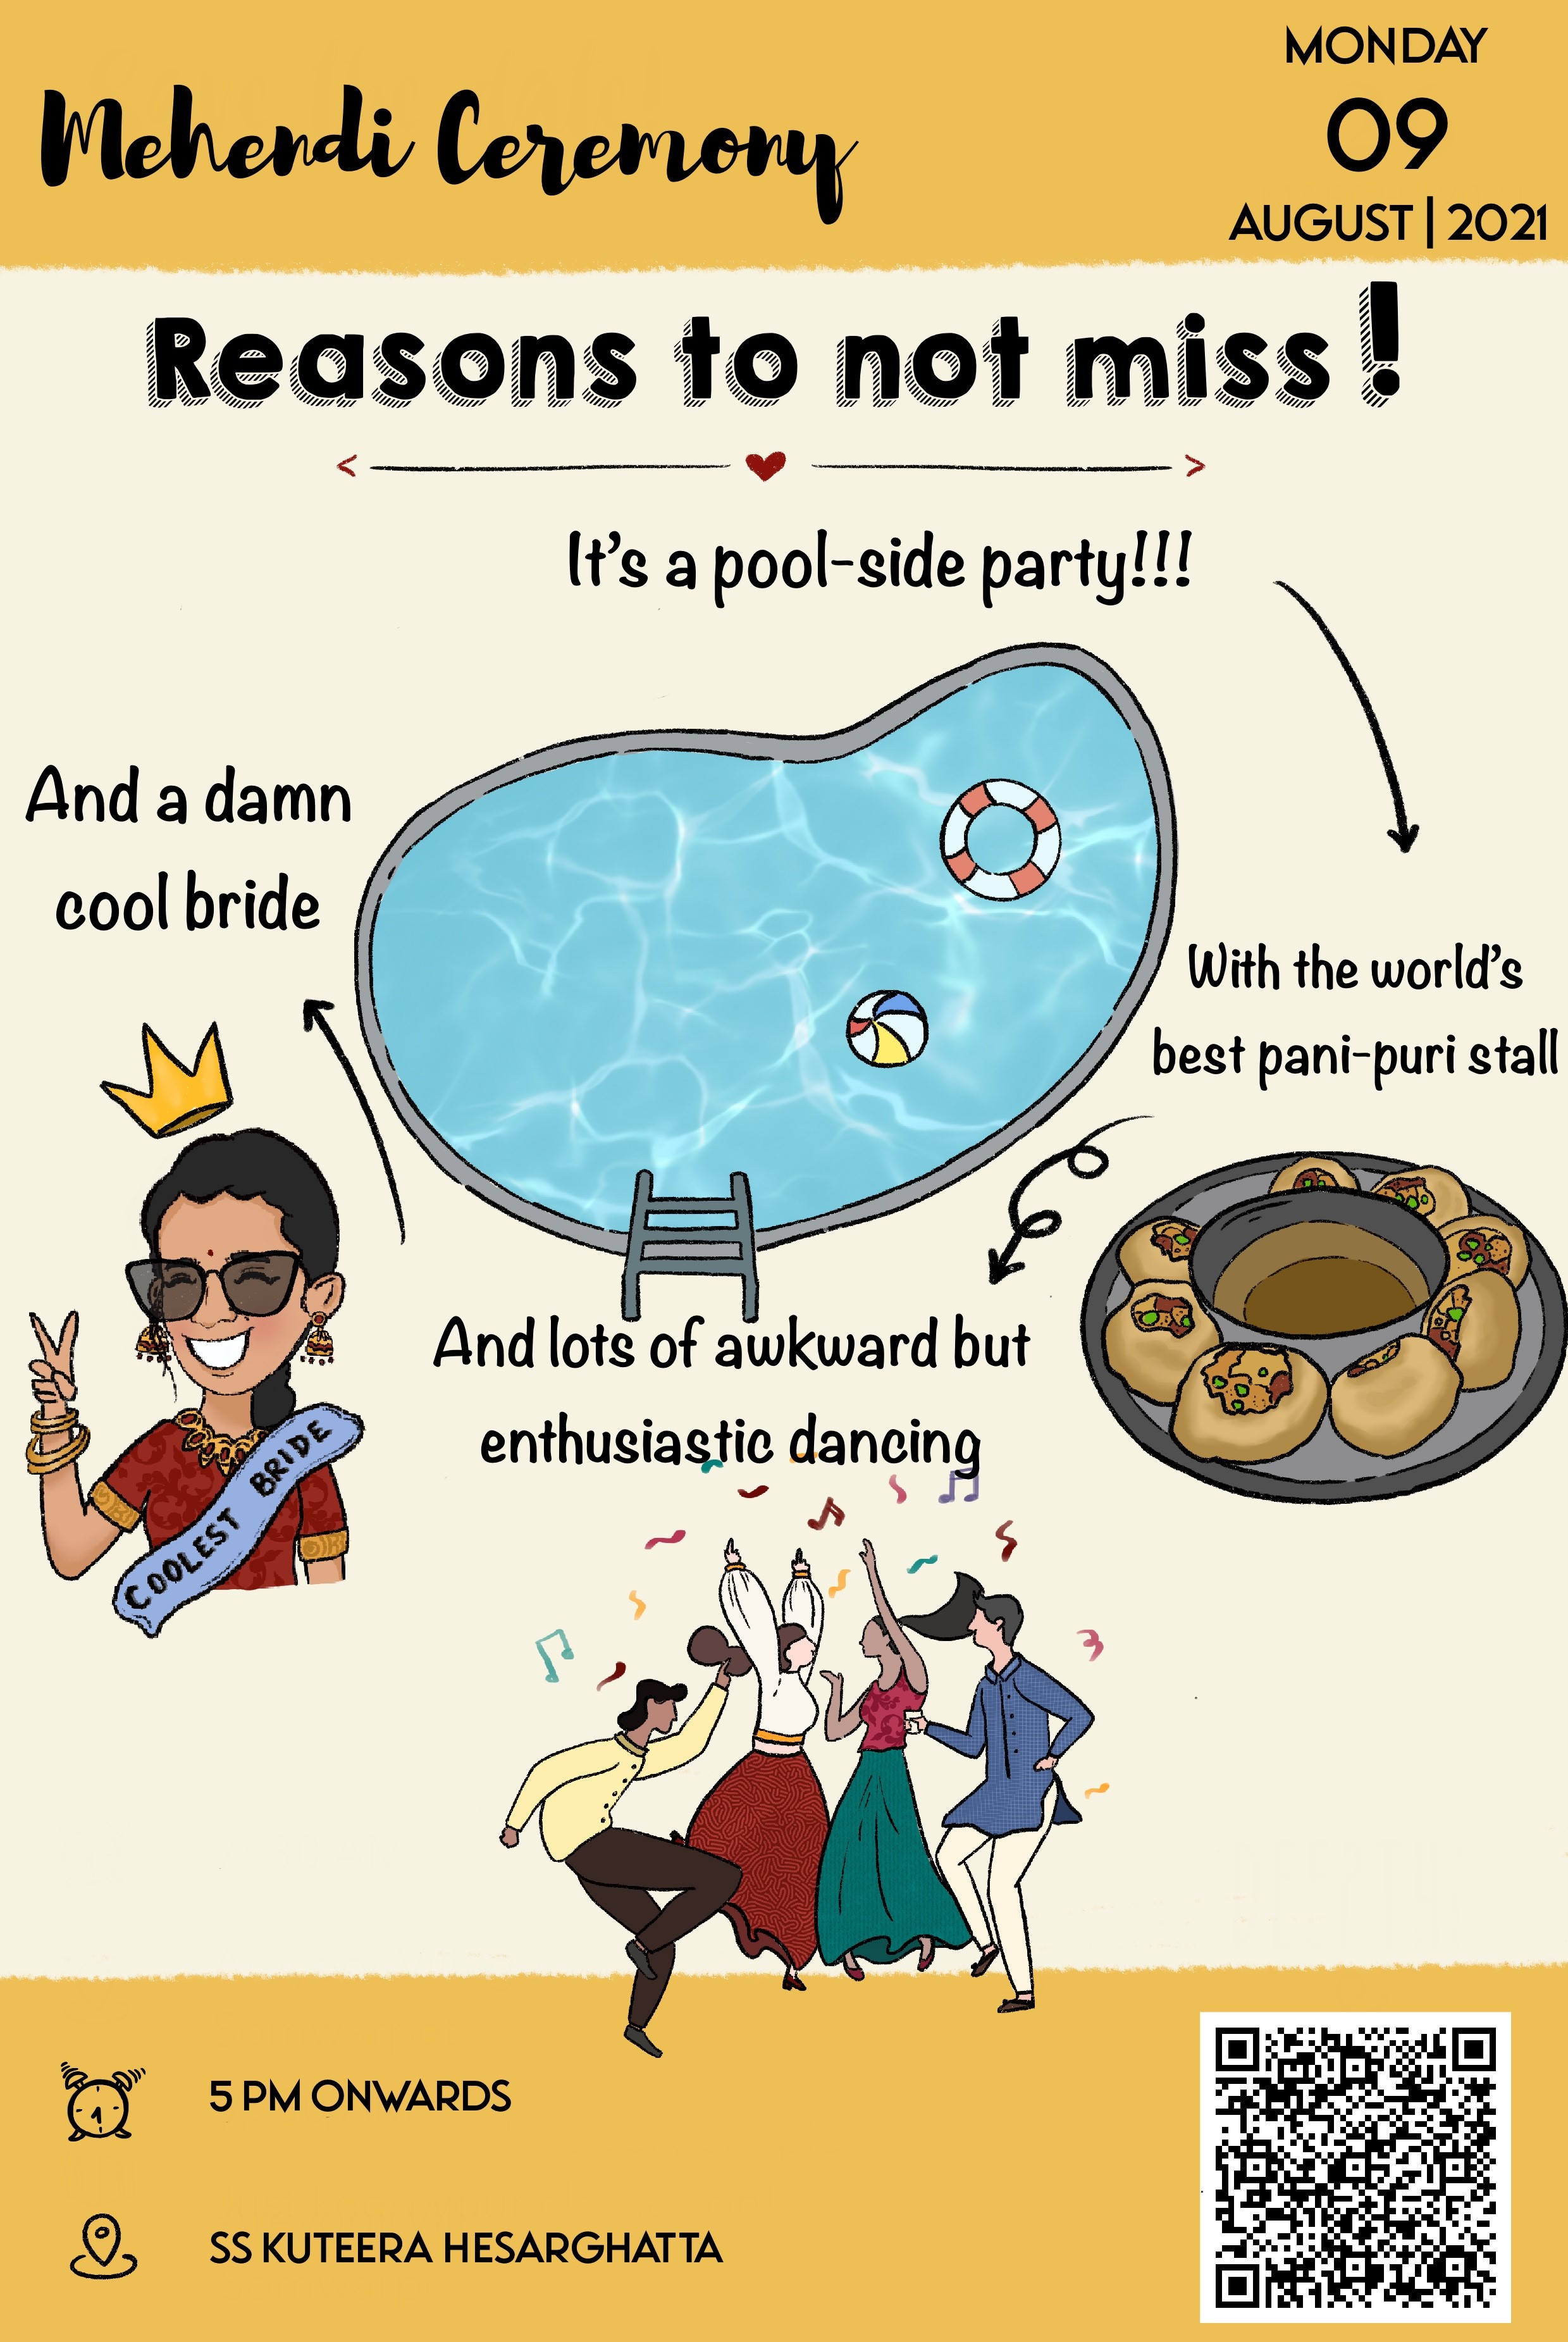 Mehendi Ceremony
MONDAY
09
AUGUST | 2021
Reasons to not miss!
It's a pool-side party!!!
With the world's
best pani-puri stall
And lots of awkward but
enthusiastic dancing
And a damn
cool bride
COOLEST BRIDE
5 PM ONWARDS
SS KUTEERA HESARGHATTA